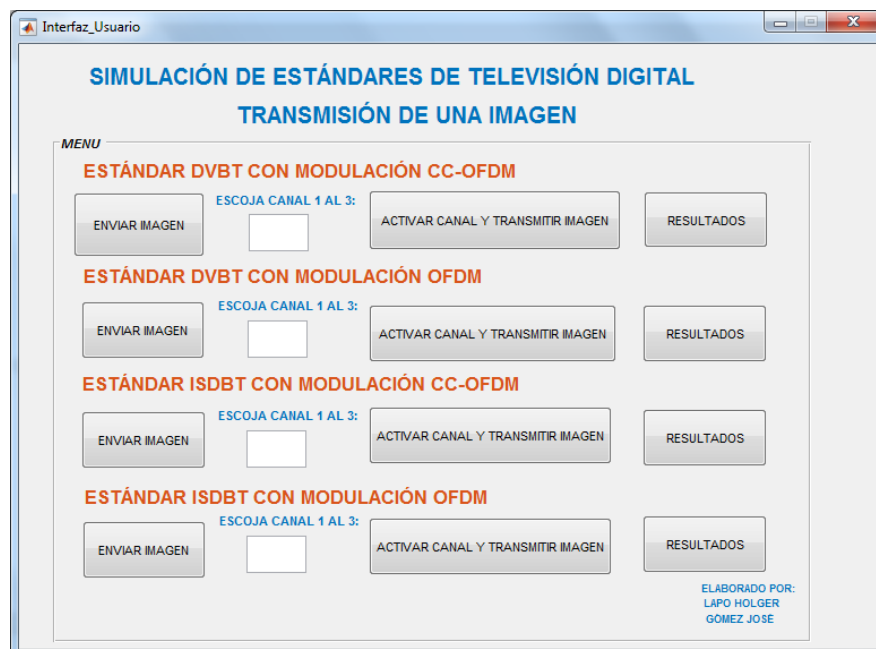 Interfaz_Usuario
SIMULACIÓN DE ESTÁNDARES DE TELEVISIÓN DIGITAL
TRANSMISIÓN DE UNA IMAGEN
MENU
ESTÁNDAR DVBT CON MODULACIÓN CC-OFDM
ENVIAR IMAGEN
ESCOJA CANAL 1 AL 3:
ACTIVAR CANAL Y TRANSMITIR IMAGEN
RESULTADOS
ESTÁNDAR DVBT CON MODULACIÓN OFDM
ENVIAR IMAGEN
ESCOJA CANAL 1 AL 3:
ACTIVAR CANAL Y TRANSMITIR IMAGEN
RESULTADOS
ESTÁNDAR ISDBT CON MODULACIÓN CC-OFDM
ENVIAR IMAGEN
ESCOJA CANAL 1 AL 3:
ACTIVAR CANAL Y TRANSMITIR IMAGEN
RESULTADOS
ESTÁNDAR ISDBT CON MODULACIÓN OFDM
ENVIAR IMAGEN
ESCOJA CANAL 1 AL 3:
ACTIVAR CANAL Y TRANSMITIR IMAGEN
RESULTADOS
ELABORADO POR:
LAPO HOLGER
GÓMEZ JOSÉ